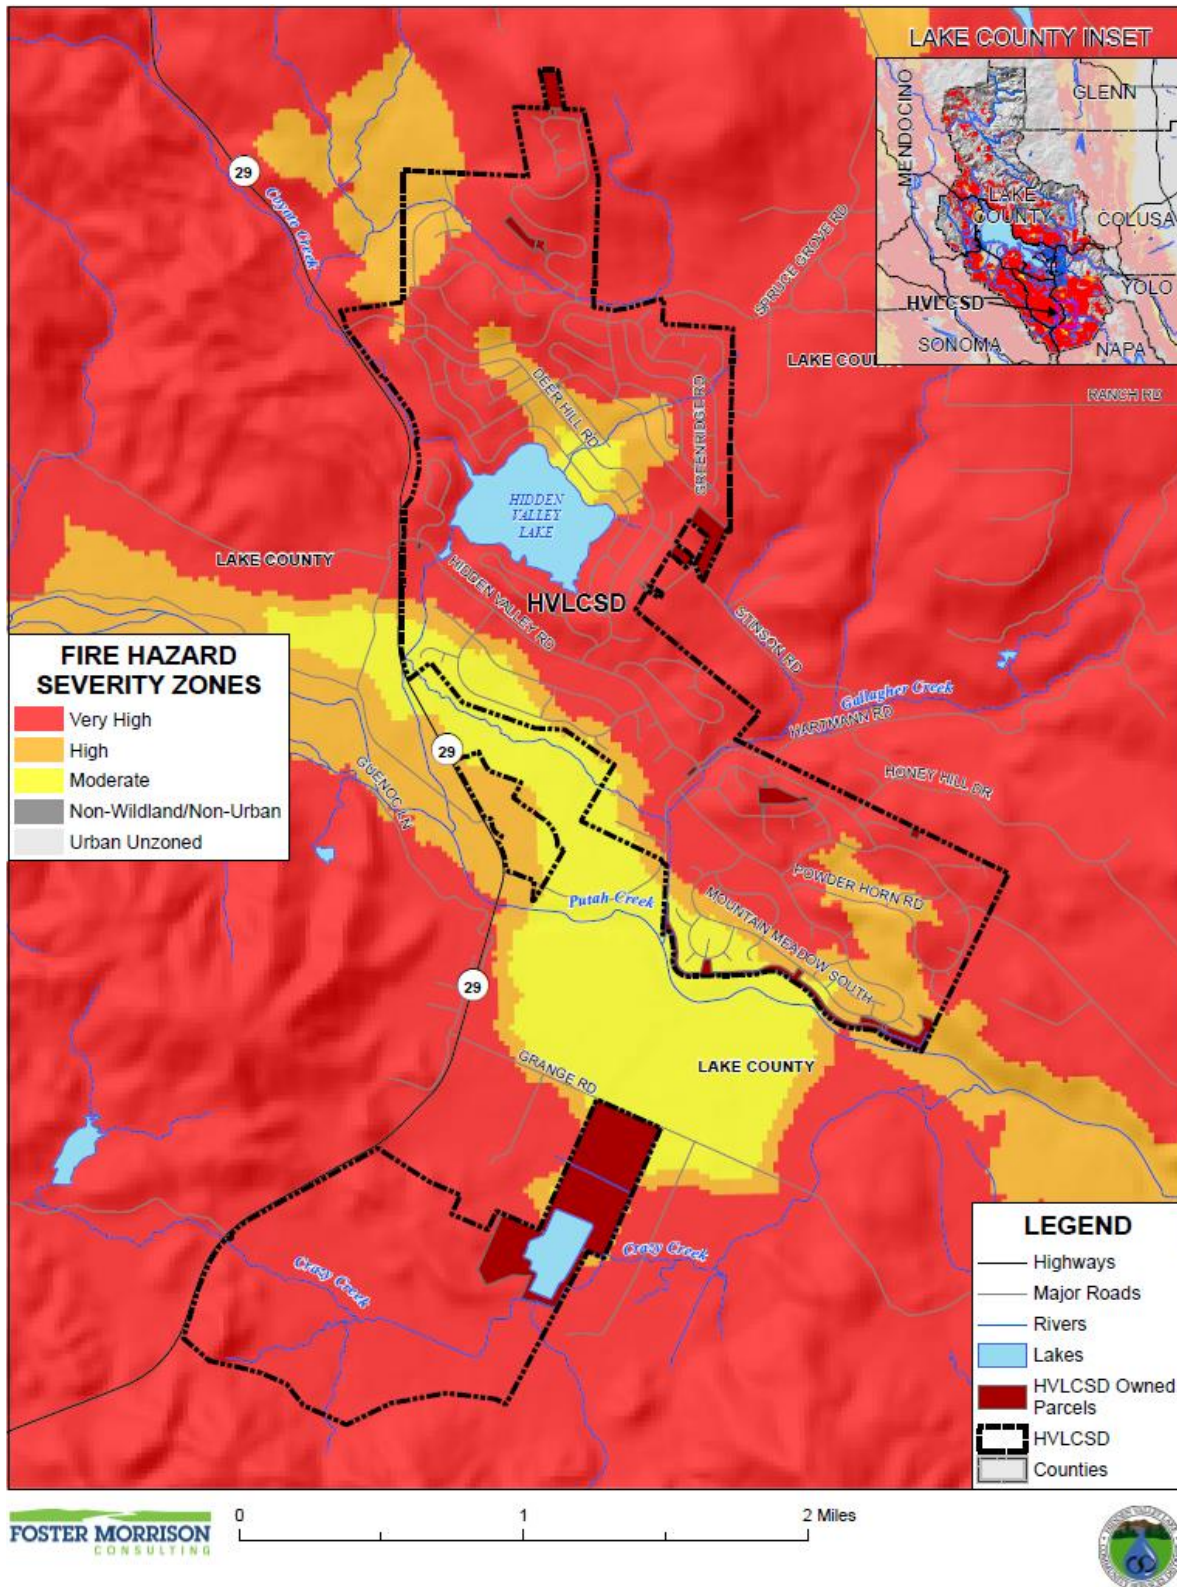 LAKE COUNTY INSET
GLENN
MENDOCINO
LAKE
COUNTY
COLUSA
YOLO
HVLCSD
SONOMA
NAPA
29
Coyote Creek
SPRUCE GROVE RD
LAKE COU
RANCH RD
DEER HILL RD
GREENRIDGE RD
HIDDEN
VALLEY
LAKE
LAKE COUNTY
HIDDEN VALLEY RD
HVLCSD
STINSON RD
FIRE HAZARD
SEVERITY ZONES
Very High
High
Moderate
Non-Wildland/Non-Urban
Urban Unzoned
Gallagher Creek
HARTMANN RD
29
GUENOC LN
HONEY HILL DR
POWDER HORN RD
Putah Creek
MOUNTAIN MEADOW SOUTH
29
GRANGE RD
LAKE COUNTY
Crazy Creek
Crazy Creek
LEGEND
Highways
Major Roads
Rivers
Lakes
HVLCSD Owned
Parcels
HVLCSD
Counties
FOSTER MORRISON
CONSULTING
0 1 2 Miles